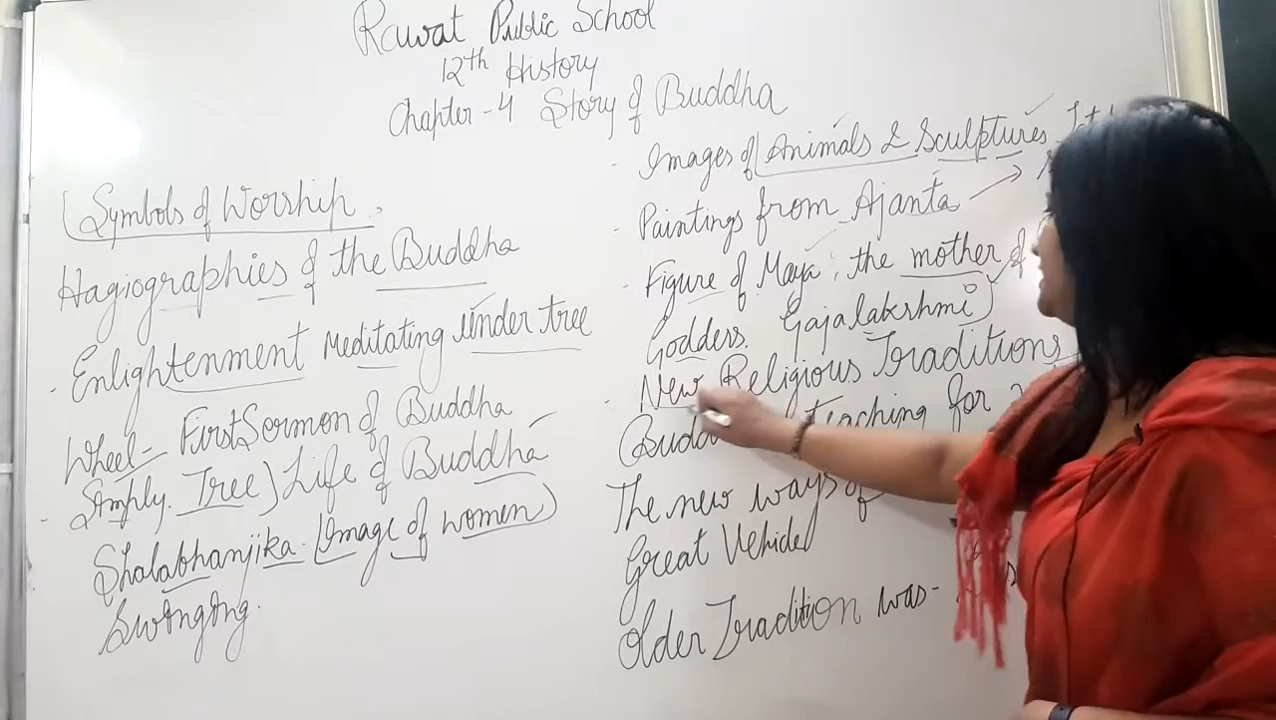 Rawat Public School
12th History
Chapter-4 Story of Buddha
Symbols of Worship.
Hagiographies of the Buddha
Enlightenment Meditating under tree
Wheel - First Sermon of Buddha
Simply. Tree) Life of Buddha
Shalabhanjika - Image of women
Swinging.
Images of Animals & Sculptures
Paintings from Ajanta →
Figure of Maya: the mother of
Goddess. Gajalakshmi
New Religious Traditions
teaching for
The new ways of
Great Vehicle
Older Tradition was-